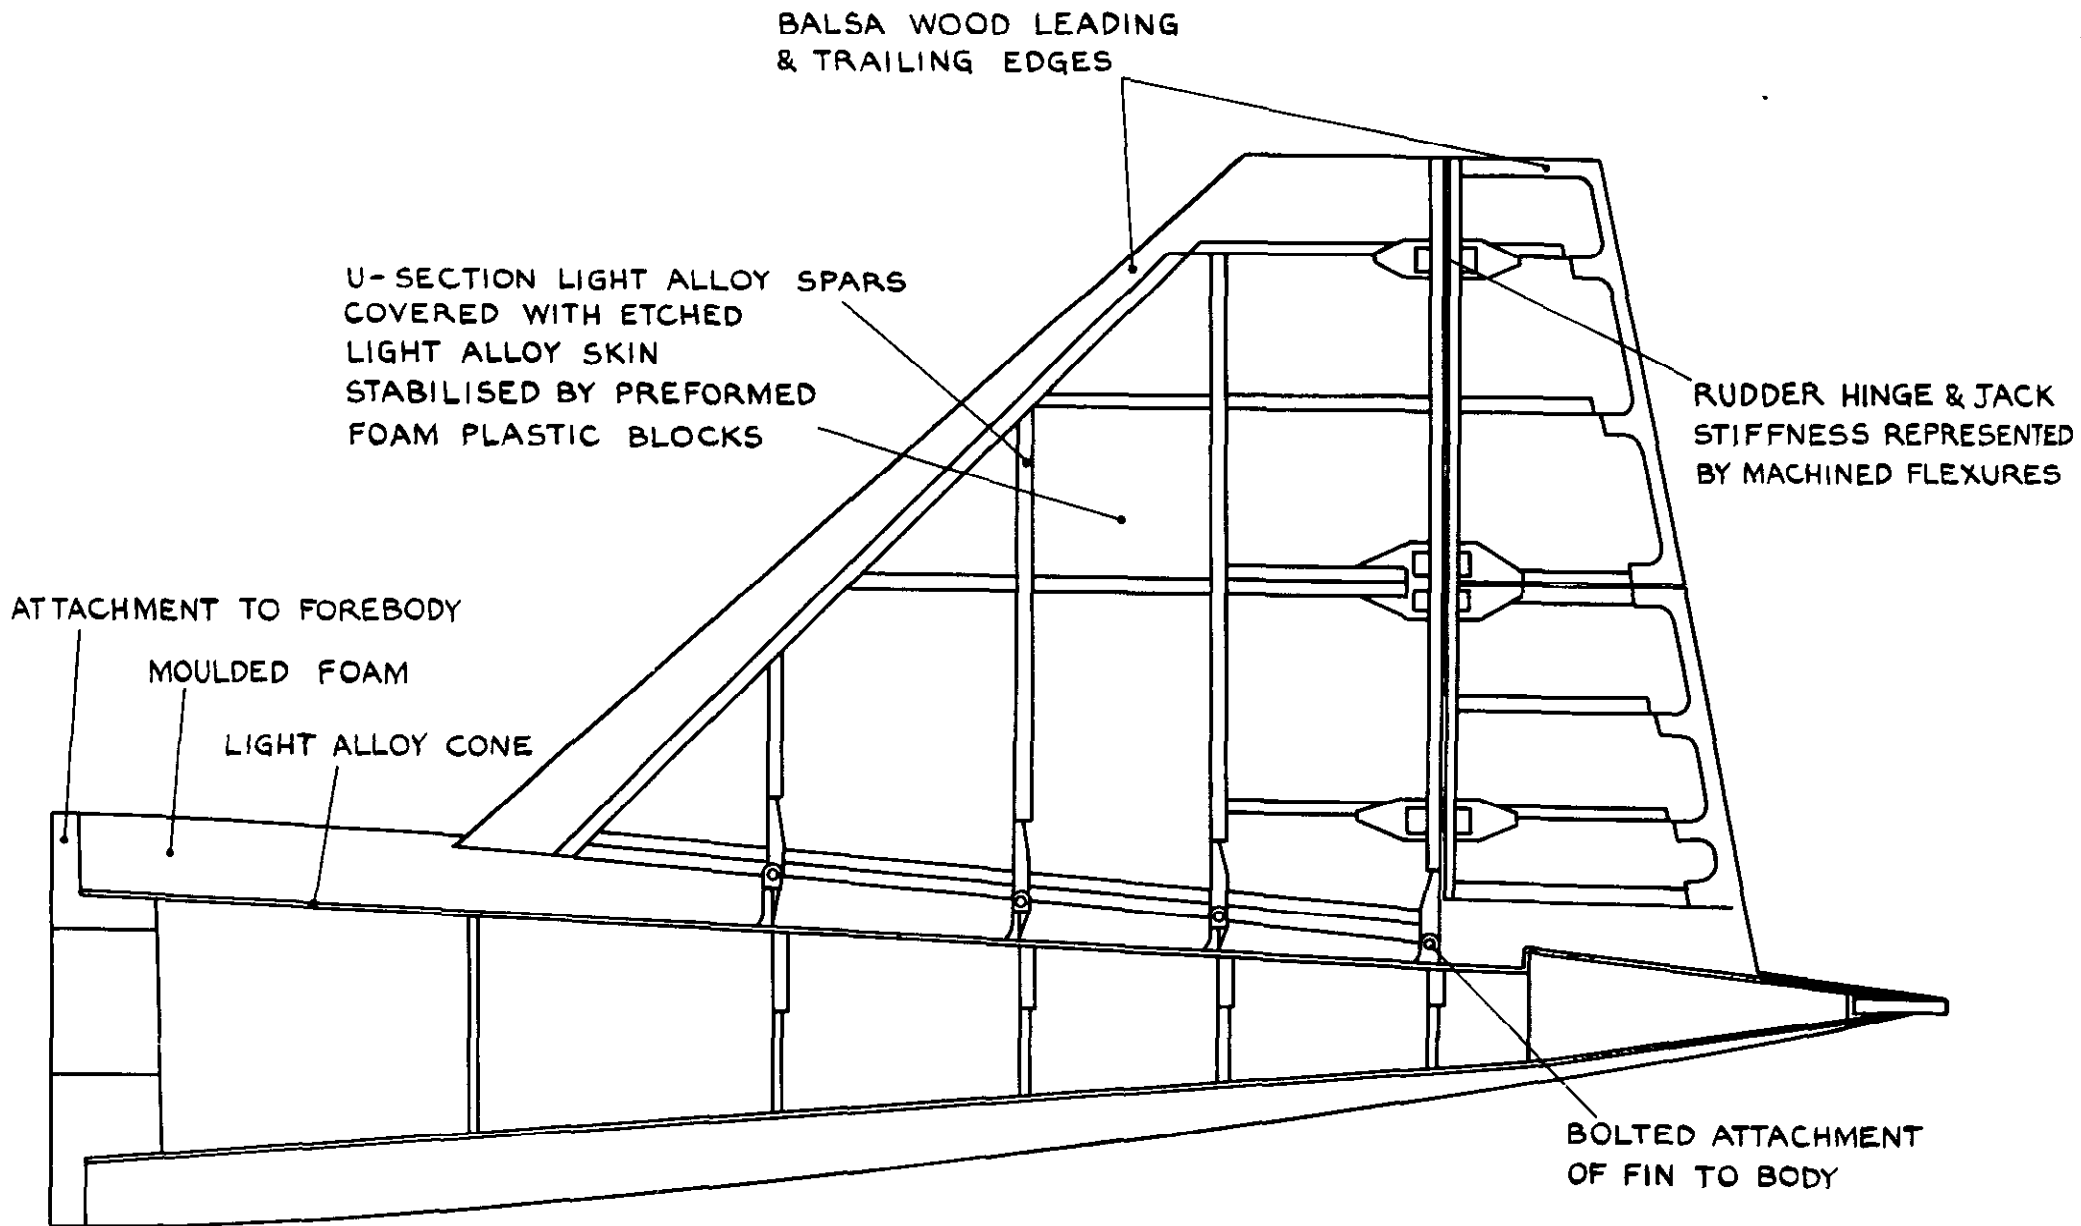 BALSA WOOD LEADING
& TRAILING EDGES
U-SECTION LIGHT ALLOY SPARS
COVERED WITH ETCHED
LIGHT ALLOY SKIN
STABILISED BY PREFORMED
FOAM PLASTIC BLOCKS
RUDDER HINGE & JACK
STIFFNESS REPRESENTED
BY MACHINED FLEXURES
ATTACHMENT TO FOREBODY
MOULDED FOAM
LIGHT ALLOY CONE
BOLTED ATTACHMENT
OF FIN TO BODY